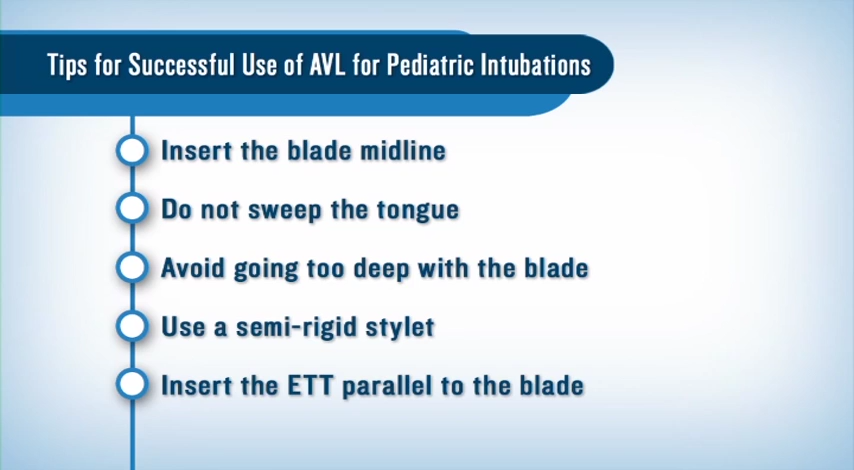 Tips for Successful Use of AVL for Pediatric Intubations
Insert the blade midline
Do not sweep the tongue
Avoid going too deep with the blade
Use a semi-rigid stylet
Insert the ETT parallel to the blade